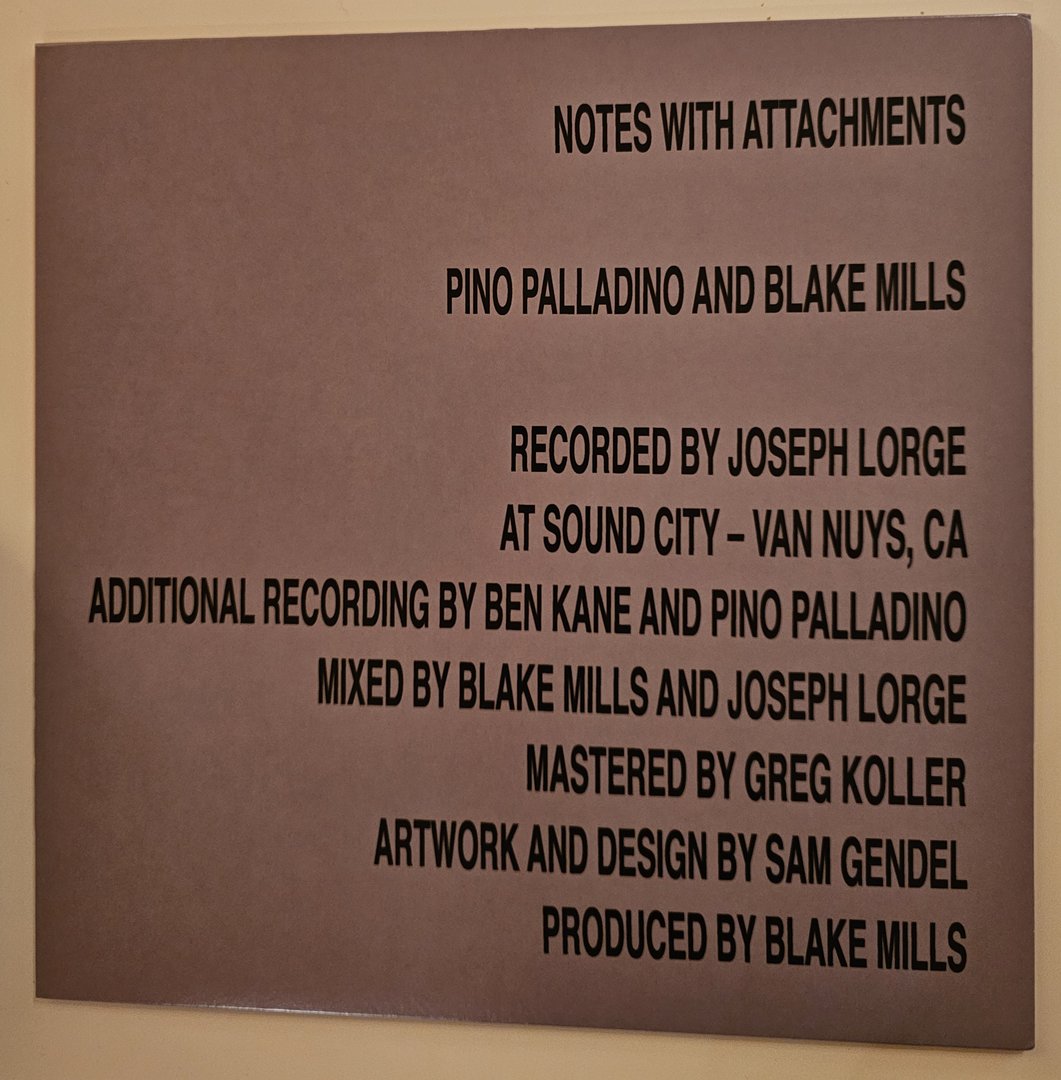 NOTES WITH ATTACHMENTS
PINO PALLADINO AND BLAKE MILLS
RECORDED BY JOSEPH LORGE
AT SOUND CITY – VAN NUYS, CA
ADDITIONAL RECORDING BY BEN KANE AND PINO PALLADINO
MIXED BY BLAKE MILLS AND JOSEPH LORGE
MASTERED BY GREG KOLLER
ARTWORK AND DESIGN BY SAM GENDEL
PRODUCED BY BLAKE MILLS